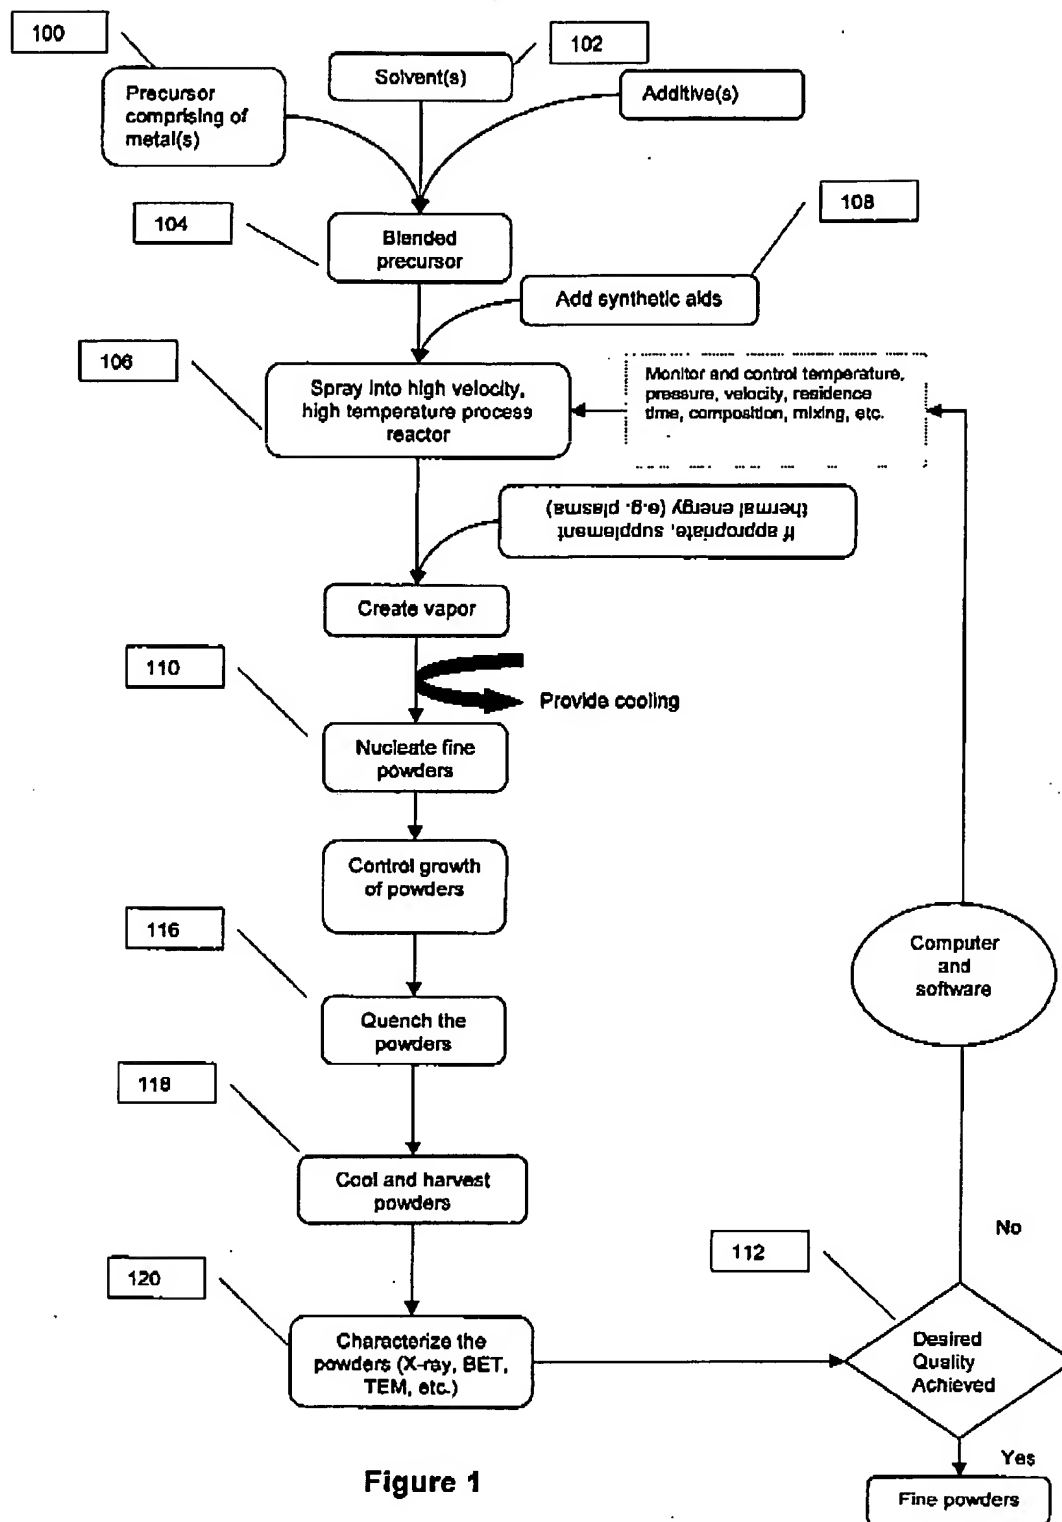 100
102
Solvent(s)
Precursor
comprising of
metal(s)
Additive(s)
104
108
Blended
precursor
Add synthetic aids
106
Spray into high velocity,
high temperature process
reactor
Monitor and control temperature,
pressure, velocity, residence
time, composition, mixing, etc.
If appropriate, supplement
thermal energy (e.g. plasma)
Create vapor
110
Provide cooling
Nucleate fine
powders
Control growth
of powders
116
Computer
and
software
Quench the
powders
118
Cool and harvest
powders
No
112
120
Characterize the
powders (X-ray, BET,
TEM, etc.)
Desired
Quality
Achieved
Yes
Figure 1
Fine powders